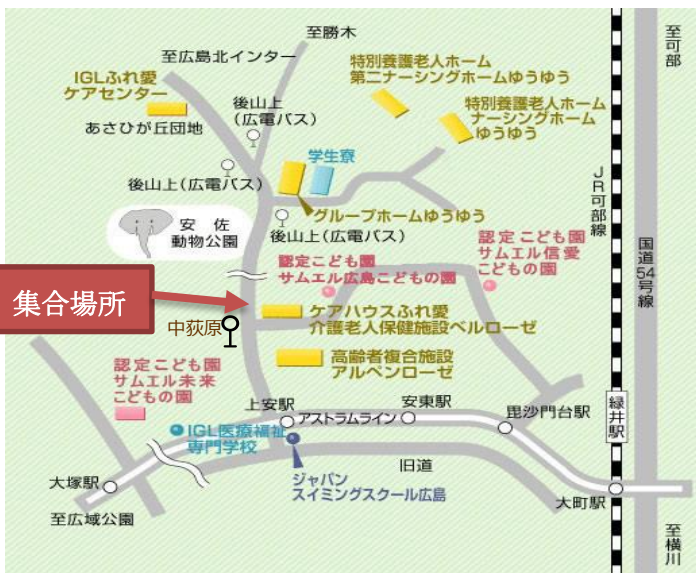 至勝木
至広島北インター
至可部
IGLふれ愛
ケアセンター
あさひが丘団地
後山上
(広電バス)
特別養護老人ホーム
第二ナーシングホームゆうゆう
特別養護老人ホーム
ナーシングホーム
ゆうゆう
後山上(広電バス)
学生寮
グループホームゆうゆう
後山上(広電バス)
JR可部線
国道54号線
安佐
動物公園
認定こども園
サムエル広島こどもの園
認定こども園
サムエル信愛
こどもの園
集合場所
中荻原
ケアハウスふれ愛
介護老人保健施設ベルローゼ
高齢者複合施設
アルペンローゼ
認定こども園
サムエル未来
こどもの園
上安駅
アストラムライン
安東駅
毘沙門台駅
緑井駅
IGL医療福祉
専門学校
旧道
ジャパン
スイミングスクール広島
大塚駅
大町駅
至広域公園
至横川